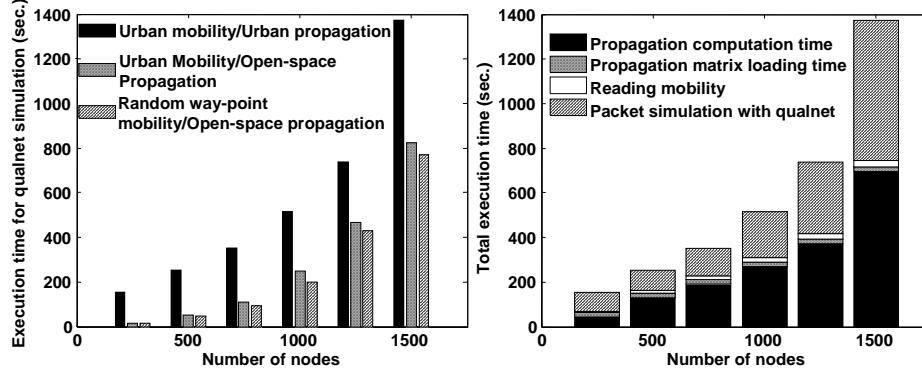 Execution time for qualnet simulation (sec.)
1400
1200
1000
800
600
400
200
0
Urban mobility/Urban propagation
Urban Mobility/Open-space
Propagation
Random way-point
mobility/Open-space propagation
0
500
1000
1500
Number of nodes
Total execution time (sec.)
1400
1200
1000
800
600
400
200
0
Propagation computation time
Propagation matrix loading time
Reading mobility
Packet simulation with qualnet
0
500
1000
1500
Number of nodes